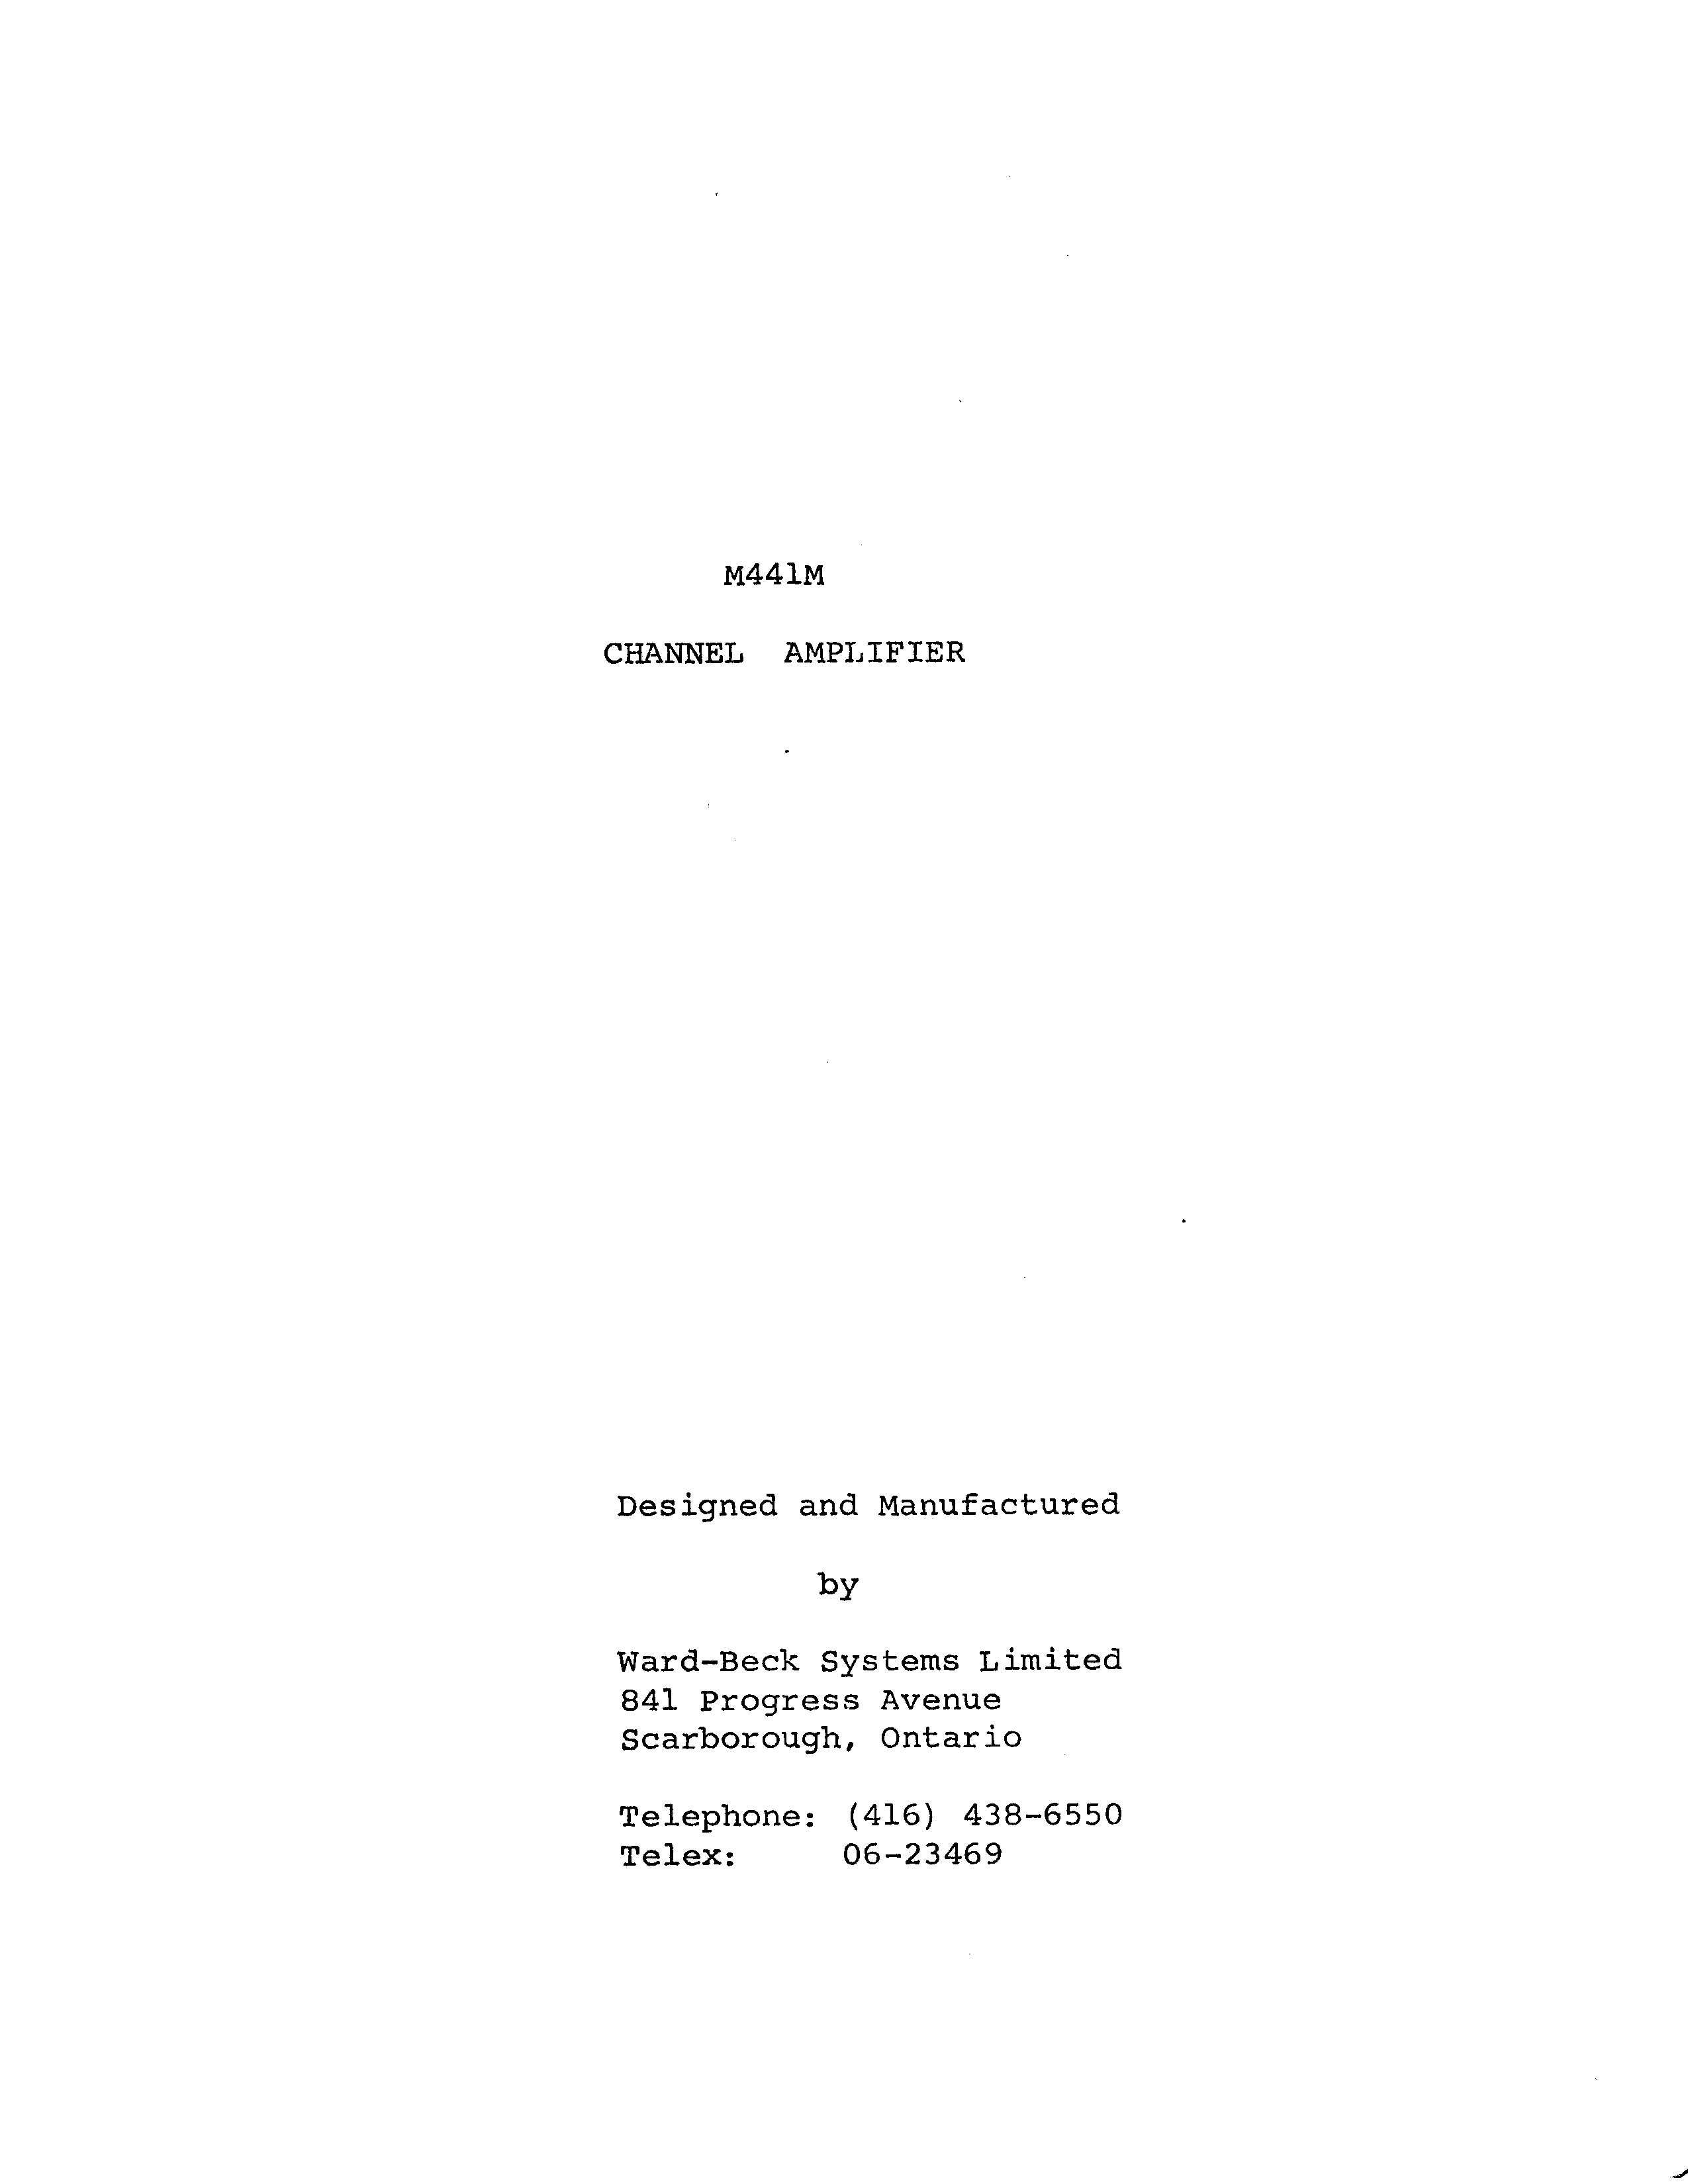 M441M
CHANNEL AMPLIFIER
Designed and Manufactured
by
Ward-Beck Systems Limited
841 Progress Avenue
Scarborough, Ontario
Telephone: (416) 438-6550
Telex: 06-23469